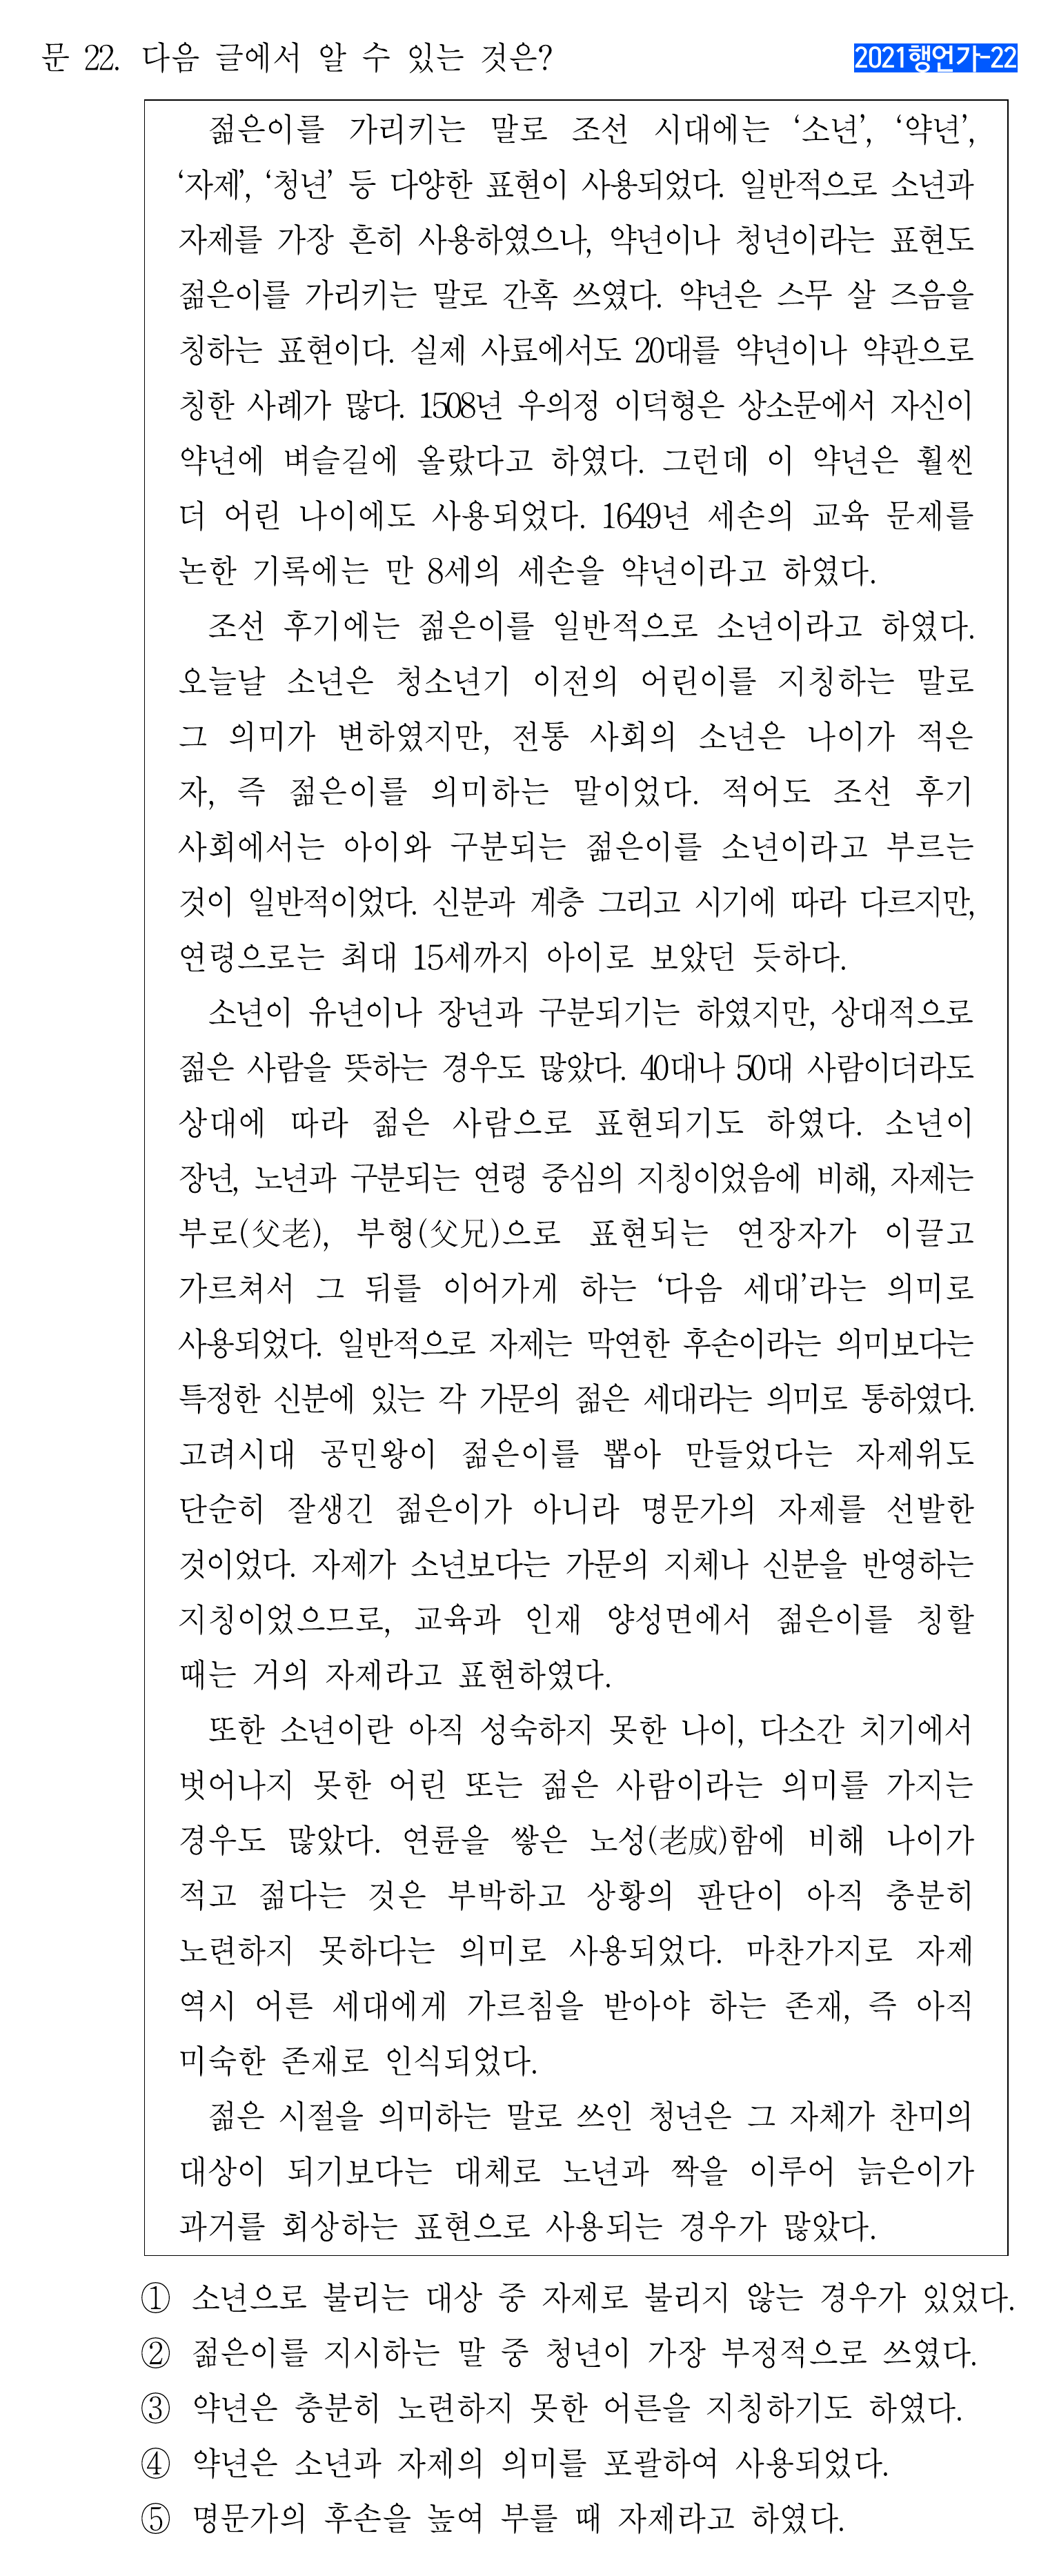 문 22. 다음 글에서 알 수 있는 것은?
2021행언가-22
젊은이를 가리키는 말로 조선 시대에는 ‘소년’, ‘약년’,
‘자제’, ‘청년’ 등 다양한 표현이 사용되었다. 일반적으로 소년과
자제를 가장 흔히 사용하였으나, 약년이나 청년이라는 표현도
젊은이를 가리키는 말로 간혹 쓰였다. 약년은 스무 살 즈음을
칭하는 표현이다. 실제 사료에서도 20대를 약년이나 약관으로
칭한 사례가 많다. 1508년 우의정 이덕형은 상소문에서 자신이
약년에 벼슬길에 올랐다고 하였다. 그런데 이 약년은 훨씬
더 어린 나이에도 사용되었다. 1649년 세손의 교육 문제를
논한 기록에는 만 8세의 세손을 약년이라고 하였다.
조선 후기에는 젊은이를 일반적으로 소년이라고 하였다.
오늘날 소년은 청소년기 이전의 어린이를 지칭하는 말로
그 의미가 변하였지만, 전통 사회의 소년은 나이가 적은
자, 즉 젊은이를 의미하는 말이었다. 적어도 조선 후기
사회에서는 아이와 구분되는 젊은이를 소년이라고 부르는
것이 일반적이었다. 신분과 계층 그리고 시기에 따라 다르지만,
연령으로는 최대 15세까지 아이로 보았던 듯하다.
소년이 유년이나 장년과 구분되기는 하였지만, 상대적으로
젊은 사람을 뜻하는 경우도 많았다. 40대나 50대 사람이더라도
상대에 따라 젊은 사람으로 표현되기도 하였다. 소년이
장년, 노년과 구분되는 연령 중심의 지칭이었음에 비해, 자제는
부로(父老), 부형(父兄)으로 표현되는 연장자가 이끌고
가르쳐서 그 뒤를 이어가게 하는 ‘다음 세대’라는 의미로
사용되었다. 일반적으로 자제는 막연한 후손이라는 의미보다는
특정한 신분에 있는 각 가문의 젊은 세대라는 의미로 통하였다.
고려시대 공민왕이 젊은이를 뽑아 만들었다는 자제위도
단순히 잘생긴 젊은이가 아니라 명문가의 자제를 선발한
것이었다. 자제가 소년보다는 가문의 지체나 신분을 반영하는
지칭이었으므로, 교육과 인재 양성면에서 젊은이를 칭할
때는 거의 자제라고 표현하였다.
또한 소년이란 아직 성숙하지 못한 나이, 다소간 치기에서
벗어나지 못한 어린 또는 젊은 사람이라는 의미를 가지는
경우도 많았다. 연륜을 쌓은 노성(老成)함에 비해 나이가
적고 젊다는 것은 부박하고 상황의 판단이 아직 충분히
노련하지 못하다는 의미로 사용되었다. 마찬가지로 자제
역시 어른 세대에게 가르침을 받아야 하는 존재, 즉 아직
미숙한 존재로 인식되었다.
젊은 시절을 의미하는 말로 쓰인 청년은 그 자체가 찬미의
대상이 되기보다는 대체로 노년과 짝을 이루어 늙은이가
과거를 회상하는 표현으로 사용되는 경우가 많았다.
① 소년으로 불리는 대상 중 자제로 불리지 않는 경우가 있었다.
② 젊은이를 지시하는 말 중 청년이 가장 부정적으로 쓰였다.
③ 약년은 충분히 노련하지 못한 어른을 지칭하기도 하였다.
④ 약년은 소년과 자제의 의미를 포괄하여 사용되었다.
⑤ 명문가의 후손을 높여 부를 때 자제라고 하였다.